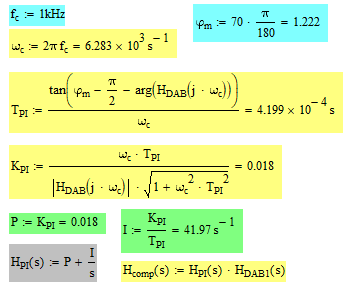 f_c := 1kHz
φ_m := 70 · π/180 = 1.222
ω_c := 2π f_c = 6.283 × 10^3 s^-1
T_PI := tan(φ_m − π/2 − arg(H_DAB(j · ω_c)))/ω_c = 4.199 × 10^-4 s
K_PI := ω_c · T_PI/(|H_DAB(j · ω_c)| · √(1 + ω_c^2 · T_PI^2)) = 0.018
P := K_PI = 0.018
I := K_PI/T_PI = 41.97 s^-1
H_PI(s) := P + I/s
H_comp(s) := H_PI(s) · H_DAB1(s)